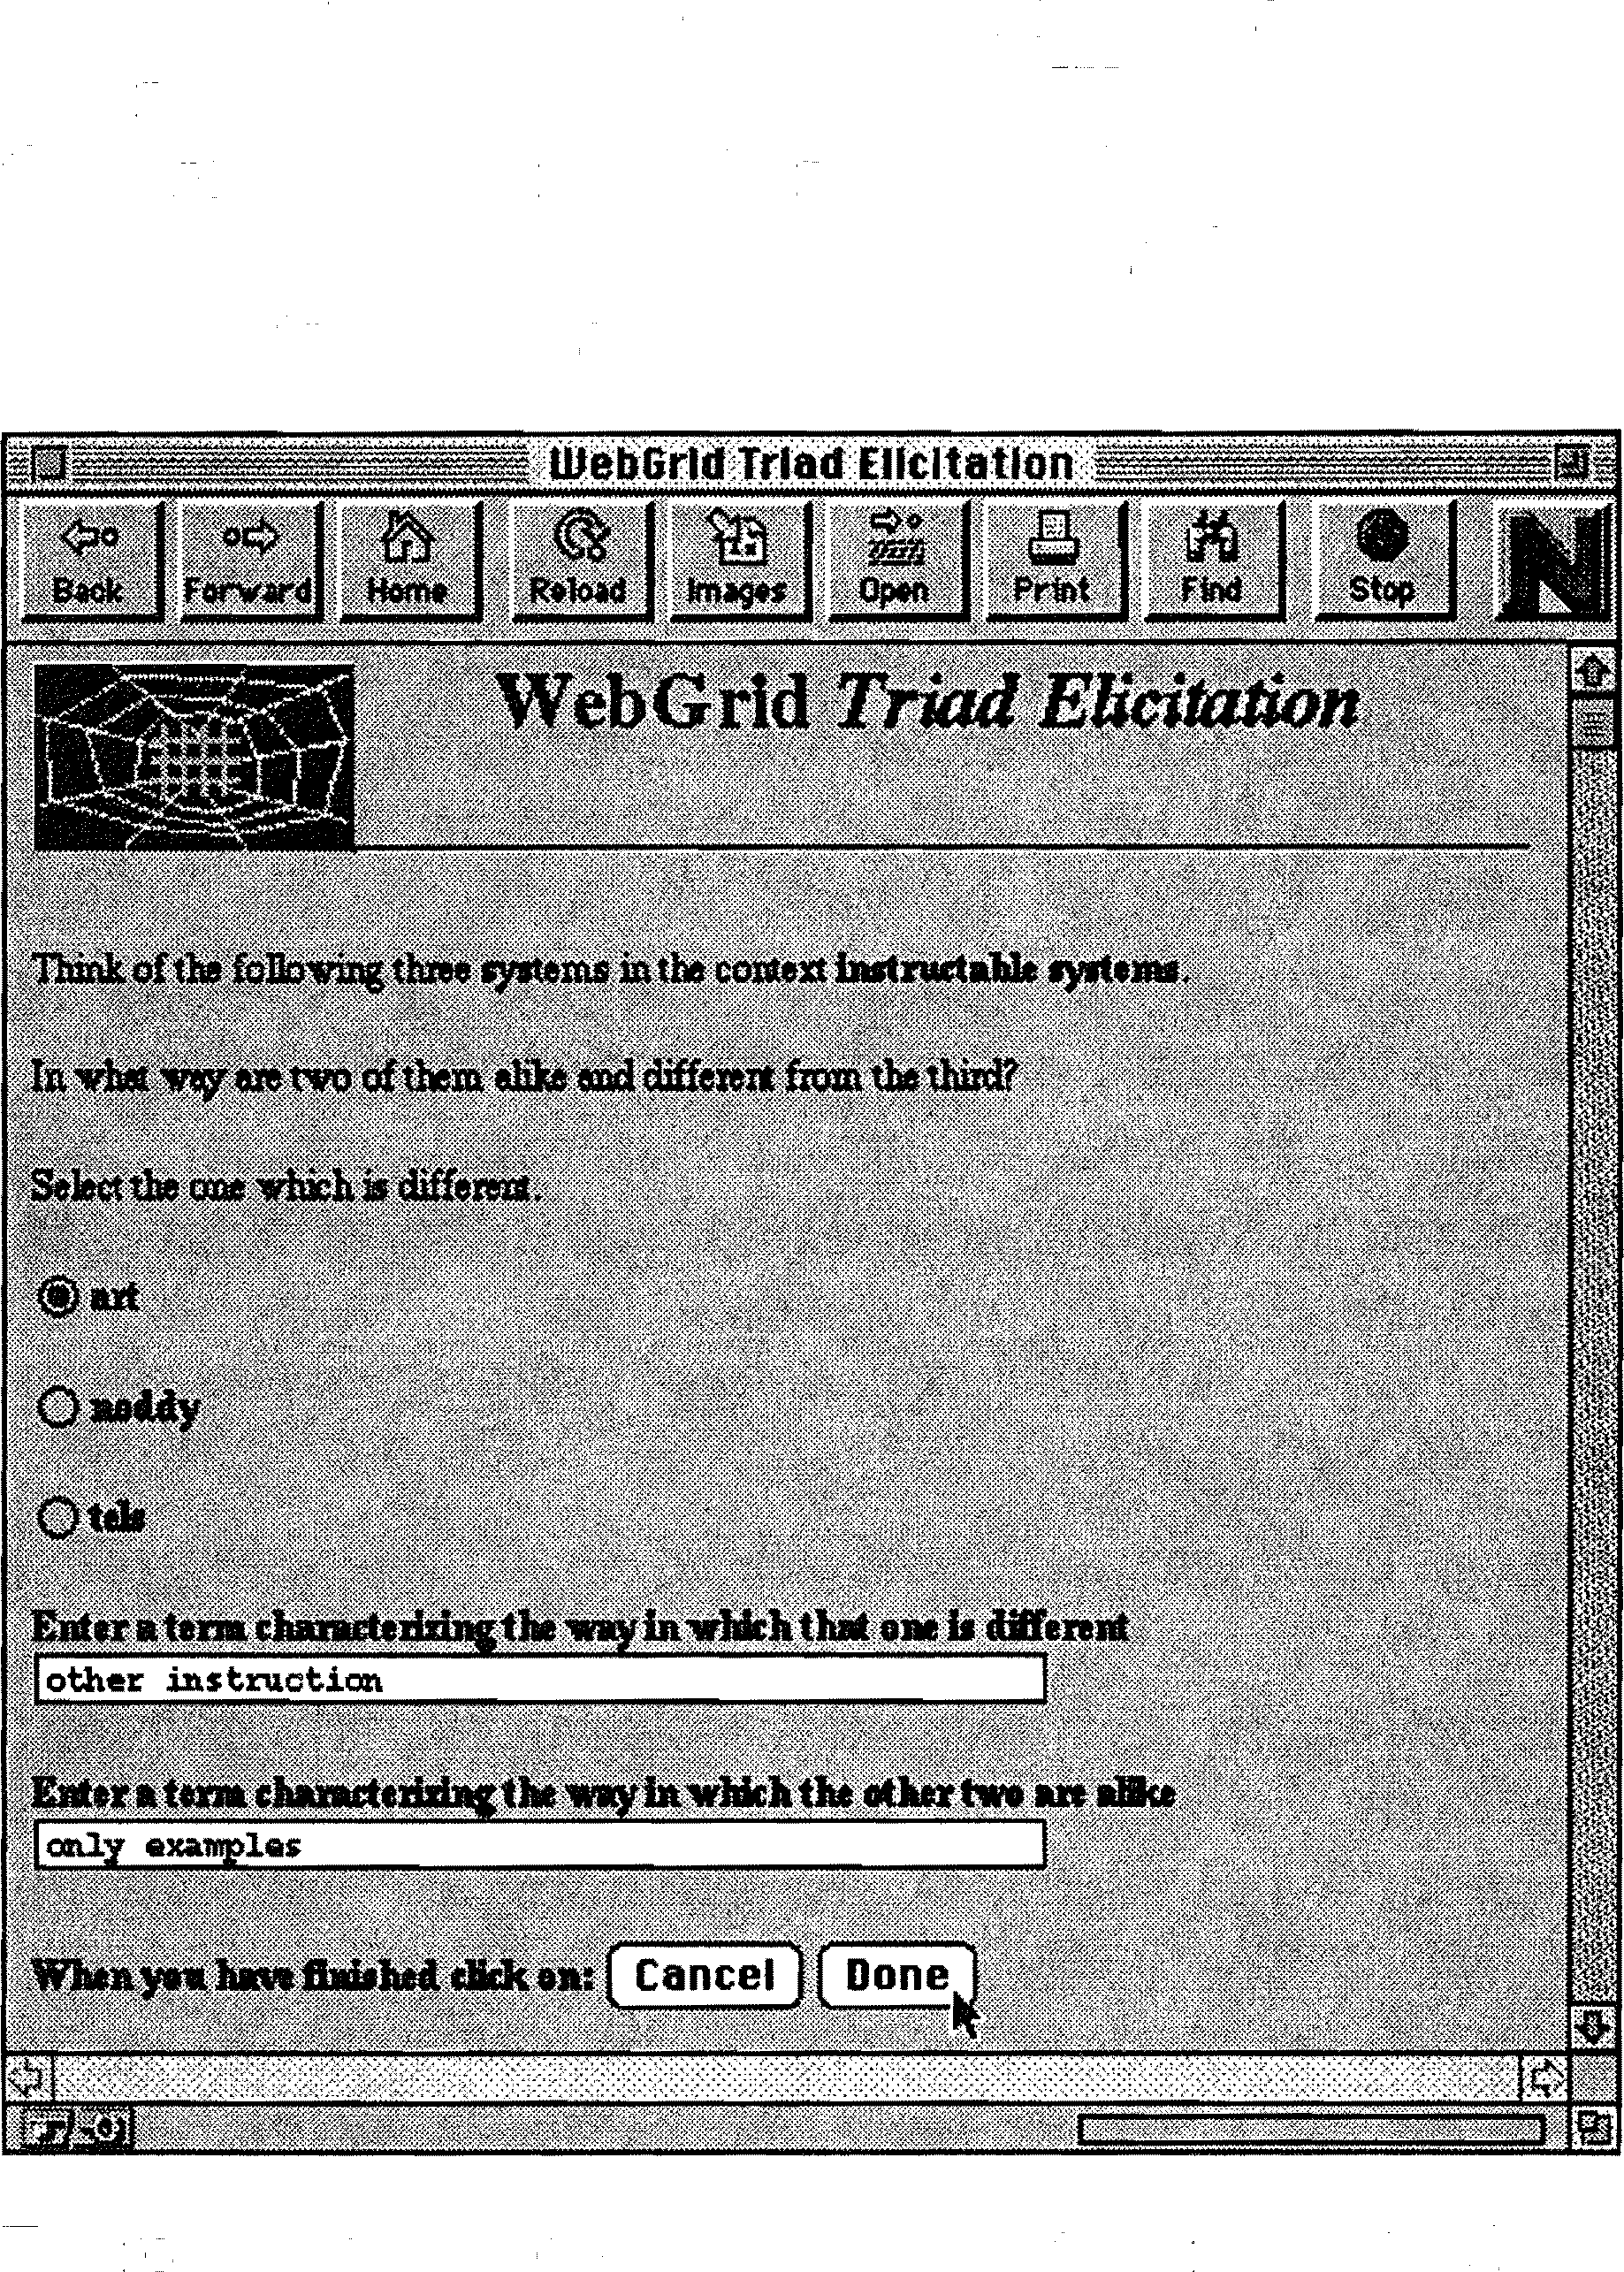 WebGrid Triad Elicitation
Back Forward Home Reload Images Open Print Find Stop N
WebGrid Triad Elicitation
Think of the following three systems in the context instructable systems.
In what way are two of them alike and different from the third?
Select the one which is different.
art
noddy
tels
Enter a term characterizing the way in which that one is different
other instruction
Enter a term characterizing the way in which the other two are alike
only examples
When you have finished click on: Cancel Done